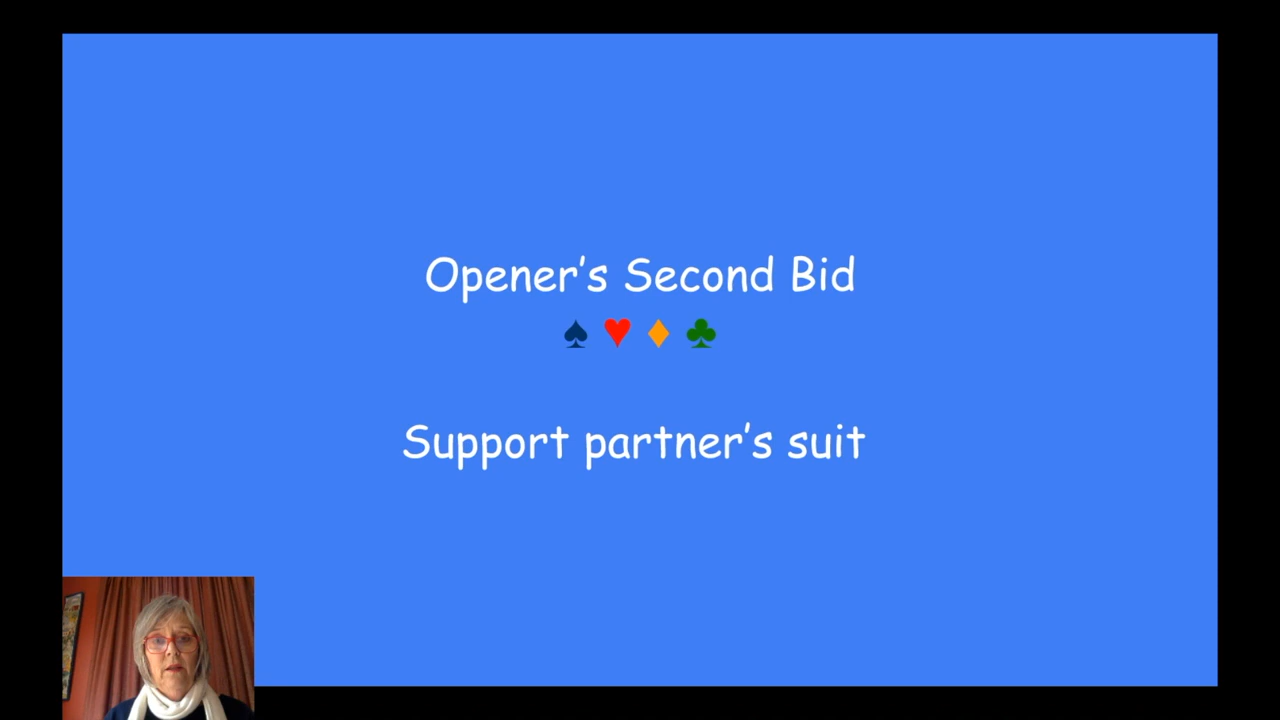 Opener’s Second Bid
♠ ♥ ♦ ♣
Support partner’s suit